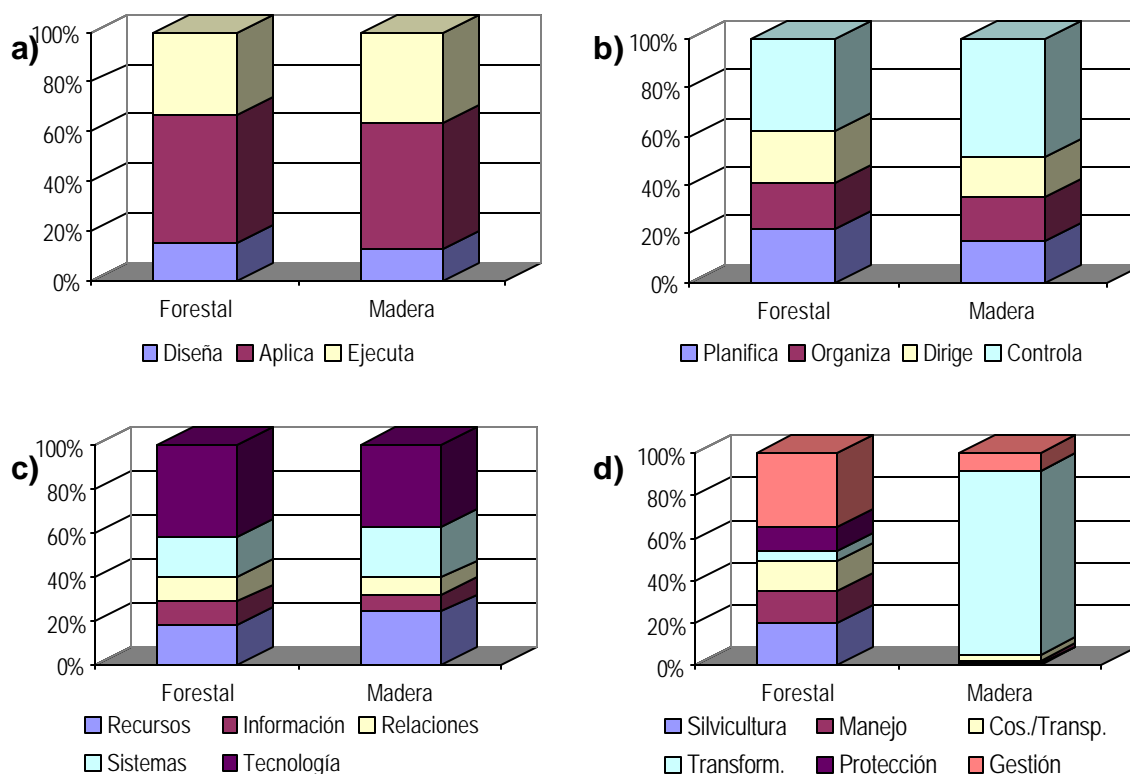 a)
100%
80%
60%
40%
20%
0%
Forestal Madera
Diseña Aplica Ejecuta
b)
100%
80%
60%
40%
20%
0%
Forestal Madera
Planifica Organiza Dirige Controla
c)
100%
80%
60%
40%
20%
0%
Forestal Madera
Recursos Información Relaciones
Sistemas Tecnología
d)
100%
80%
60%
40%
20%
0%
Forestal Madera
Silvicultura Manejo Cos./Transp.
Transform. Protección Gestión